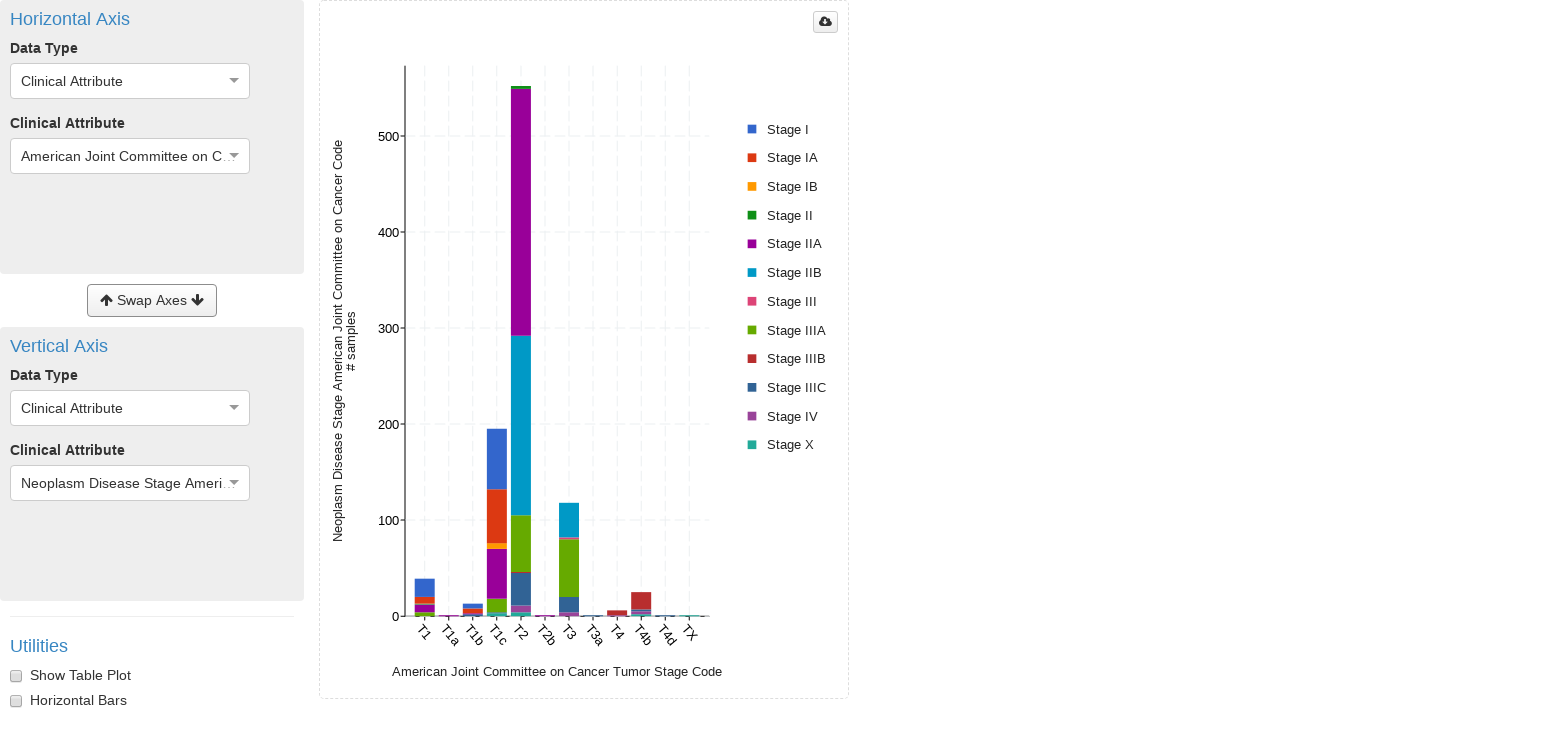 Horizontal Axis
Data Type
Clinical Attribute
Clinical Attribute
American Joint Committee on C...
Swap Axes
Vertical Axis
Data Type
Clinical Attribute
Clinical Attribute
Neoplasm Disease Stage Ameri...
Utilities
Show Table Plot
Horizontal Bars
Neoplasm Disease Stage American Joint Committee on Cancer Code
# samples
500
400
300
200
100
0
T1
T1a
T1b
T1c
T2
T2b
T3
T3a
T4
T4b
T4d
TX
American Joint Committee on Cancer Tumor Stage Code
Stage I
Stage IA
Stage IB
Stage II
Stage IIA
Stage IIB
Stage III
Stage IIIA
Stage IIIB
Stage IIIC
Stage IV
Stage X